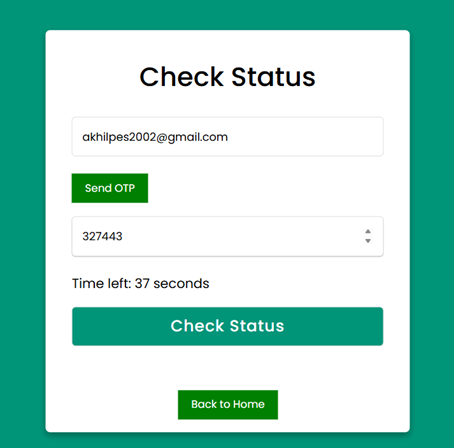 Check Status
akhilpes2002@gmail.com
Send OTP
327443
Time left: 37 seconds
Check Status
Back to Home